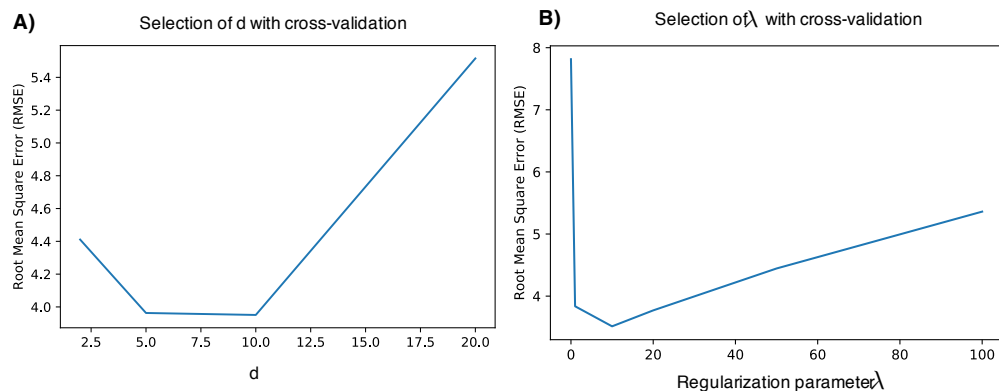 A)
Selection of d with cross-validation
Root Mean Square Error (RMSE)
5.4
5.2
5.0
4.8
4.6
4.4
4.2
4.0
2.5 5.0 7.5 10.0 12.5 15.0 17.5 20.0
d
B)
Selection of λ with cross-validation
Root Mean Square Error (RMSE)
8
7
6
5
4
0 20 40 60 80 100
Regularization parameter λ